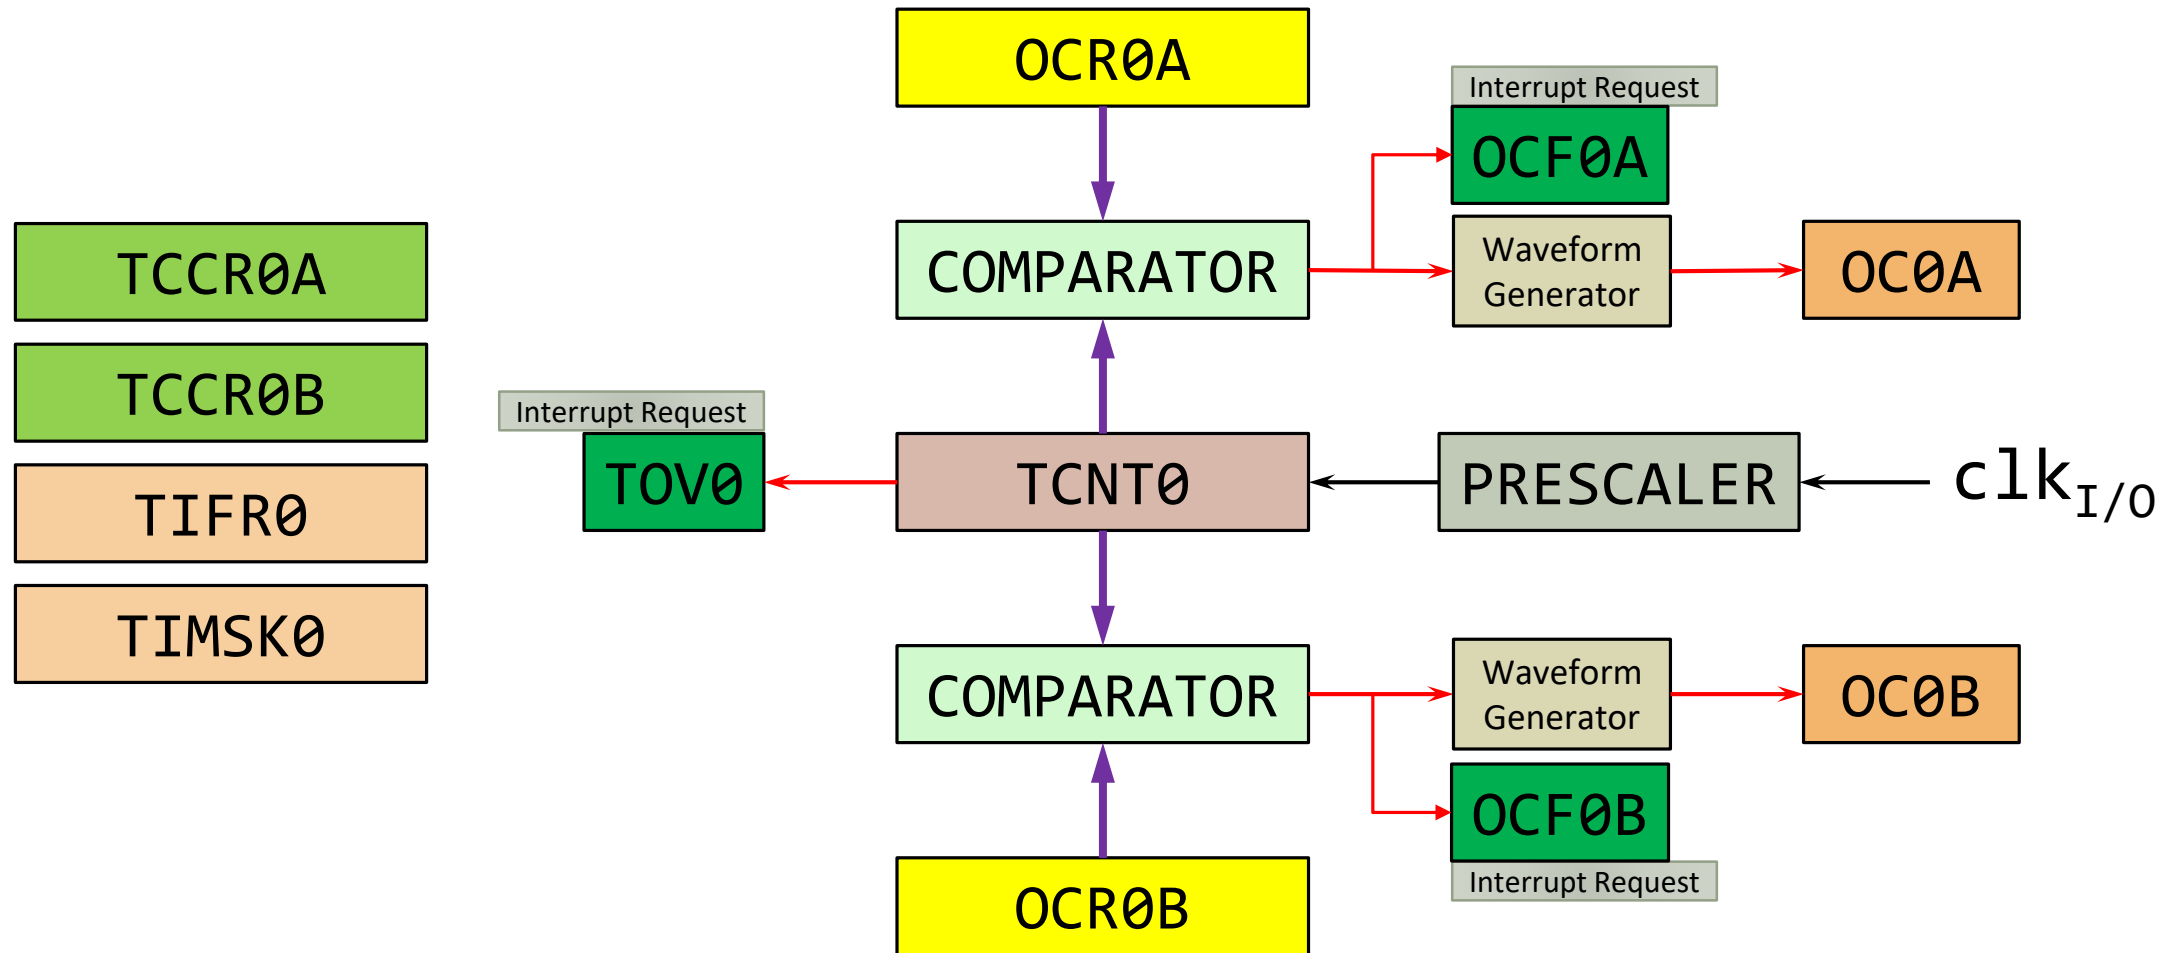 OCR0A
Interrupt Request
OCF0A
TCCR0A
COMPARATOR
Waveform
Generator
OC0A
TCCR0B
Interrupt Request
TOV0
TCNT0
PRESCALER
clkI/O
TIFR0
TIMSK0
COMPARATOR
Waveform
Generator
OC0B
OCF0B
Interrupt Request
OCR0B